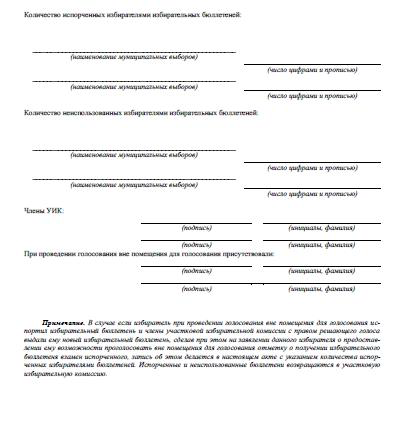 Количество испорченных избирателями избирательных бюллетеней:
(наименование муниципальных выборов)
(число цифрами и прописью)
(наименование муниципальных выборов)
(число цифрами и прописью)
Количество неиспользованных избирателями избирательных бюллетеней:
(наименование муниципальных выборов)
(число цифрами и прописью)
(наименование муниципальных выборов)
(число цифрами и прописью)
Члены УИК:
(подпись) (инициалы, фамилия)
(подпись) (инициалы, фамилия)
При проведении голосования вне помещения для голосования присутствовали:
(подпись) (инициалы, фамилия)
(подпись) (инициалы, фамилия)
Примечание. В случае если избиратель при проведении голосования вне помещения для голосования ис-
портил избирательный бюллетень и члены участковой избирательной комиссии с правом решающего голоса
выдали ему новый избирательный бюллетень, сделав при этом на заявлении данного избирателя о предостав-
лении ему возможности проголосовать вне помещения для голосования отметку о получении избирательного
бюллетеня взамен испорченного, запись об этом делается в настоящем акте с указанием количества испор-
ченных избирателями бюллетеней. Испорченные и неиспользованные бюллетени возвращаются в участковую
избирательную комиссию.